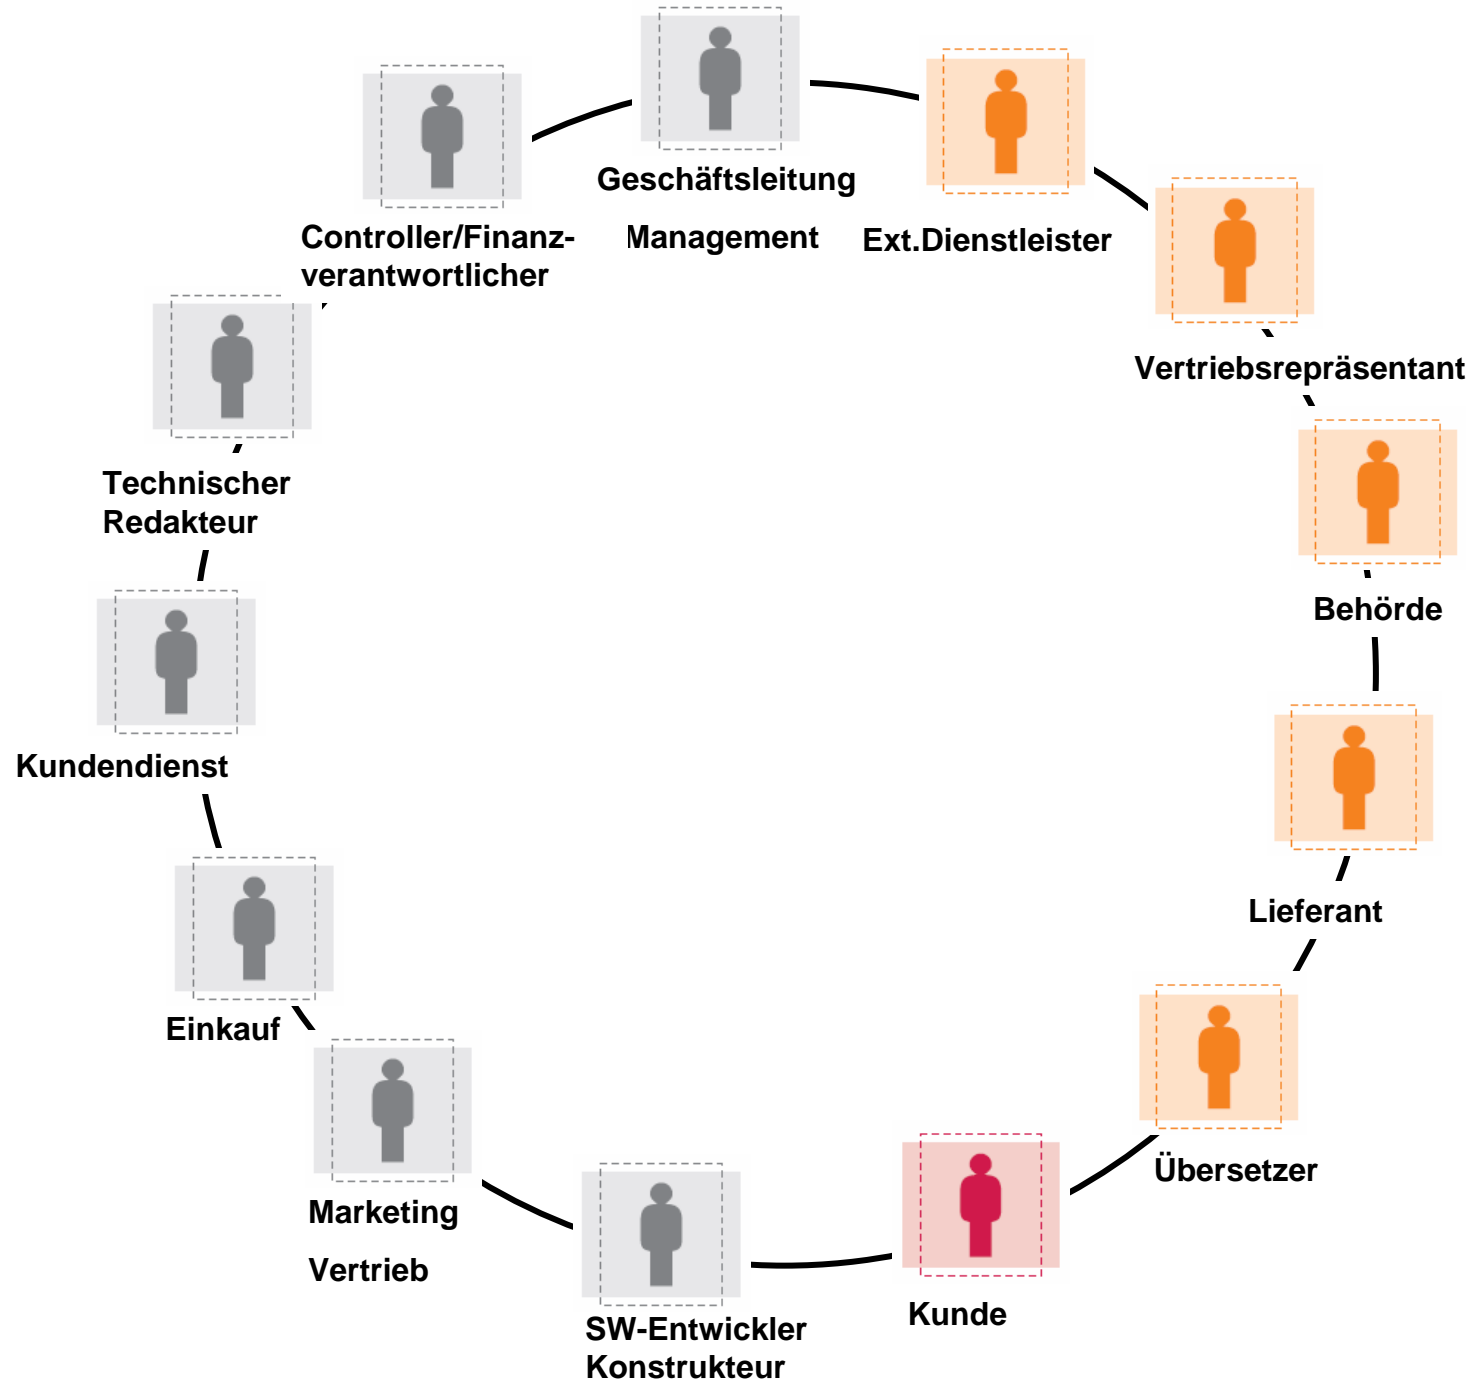 Geschäftsleitung
Management
Controller/Finanz-
verantwortlicher
Ext.Dienstleister
Vertriebsrepräsentant
Technischer
Redakteur
Behörde
Kundendienst
Lieferant
Einkauf
Übersetzer
Marketing
Vertrieb
Kunde
SW-Entwickler
Konstrukteur